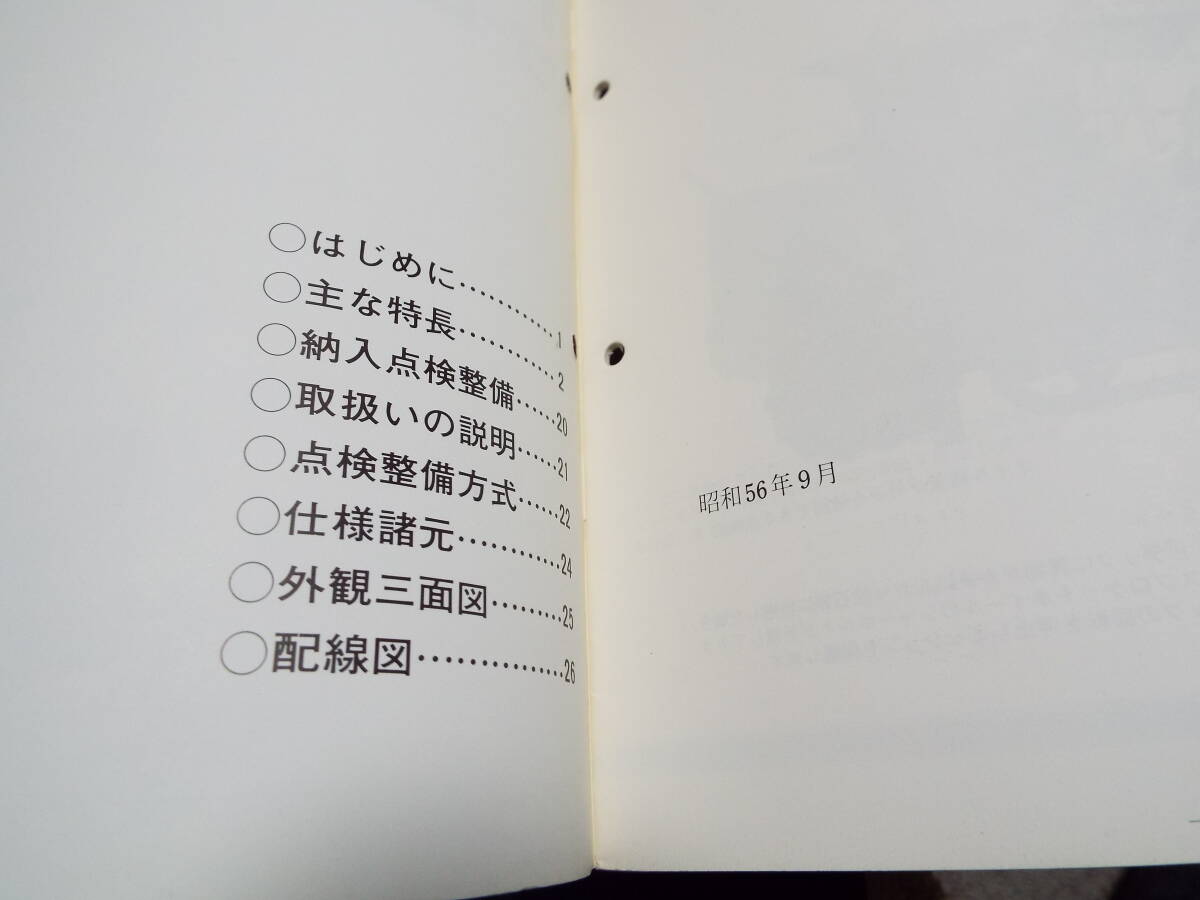 ○はじめに…………1
○主な特長…………2
○納入点検整備……20
○取扱いの説明……21
○点検整備方式……22
○仕様諸元…………24
○外観三面図………25
○配線図……………26
昭和56年9月